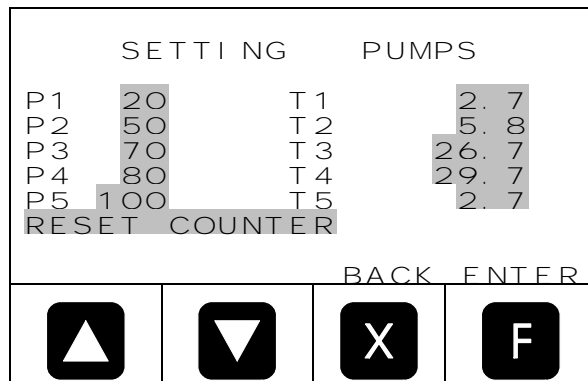 SETTING PUMPS
P1 20 T1 2.7
P2 50 T2 5.8
P3 70 T3 26.7
P4 80 T4 29.7
P5 100 T5 2.7
RESET COUNTER
BACK ENTER
X F